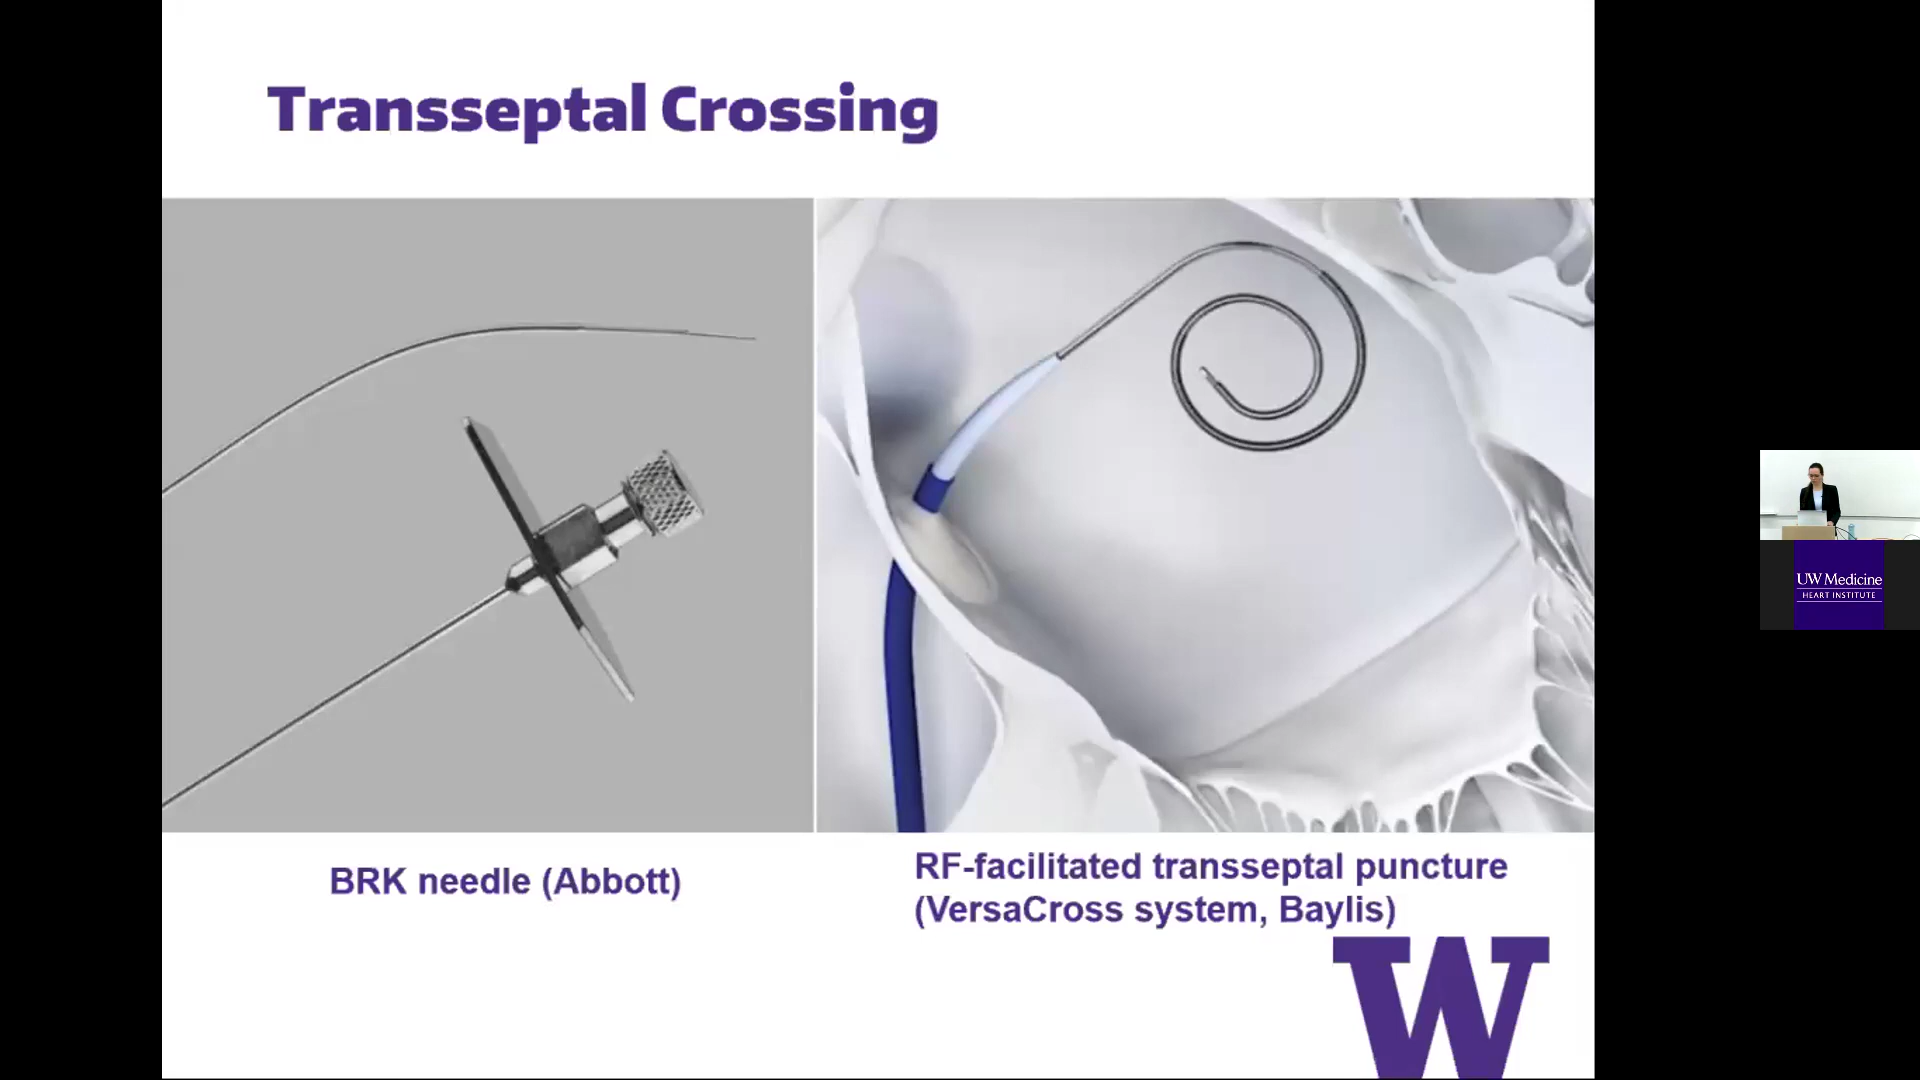 Transseptal Crossing
BRK needle (Abbott)
RF-facilitated transseptal puncture
(VersaCross system, Baylis)
W
UW Medicine
HEART INSTITUTE